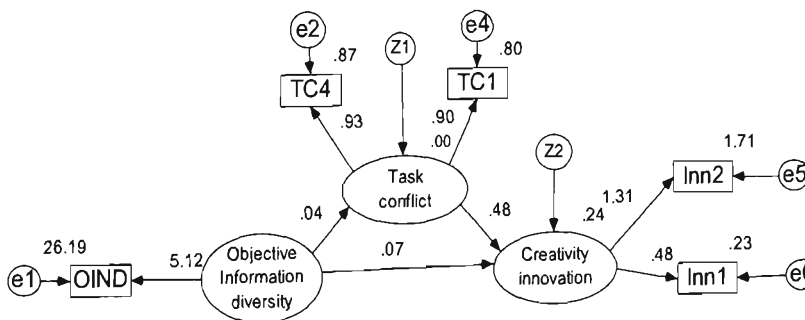 e2
Z1
e4
.87
.80
TC4
TC1
.93
.90
.00
Z2
1.71
Task
conflict
Inn2
e5
1.31
.24
.04
.48
26.19
5.12
Objective
Information
diversity
.07
Creativity
innovation
.48
.23
e1
OIND
Inn1